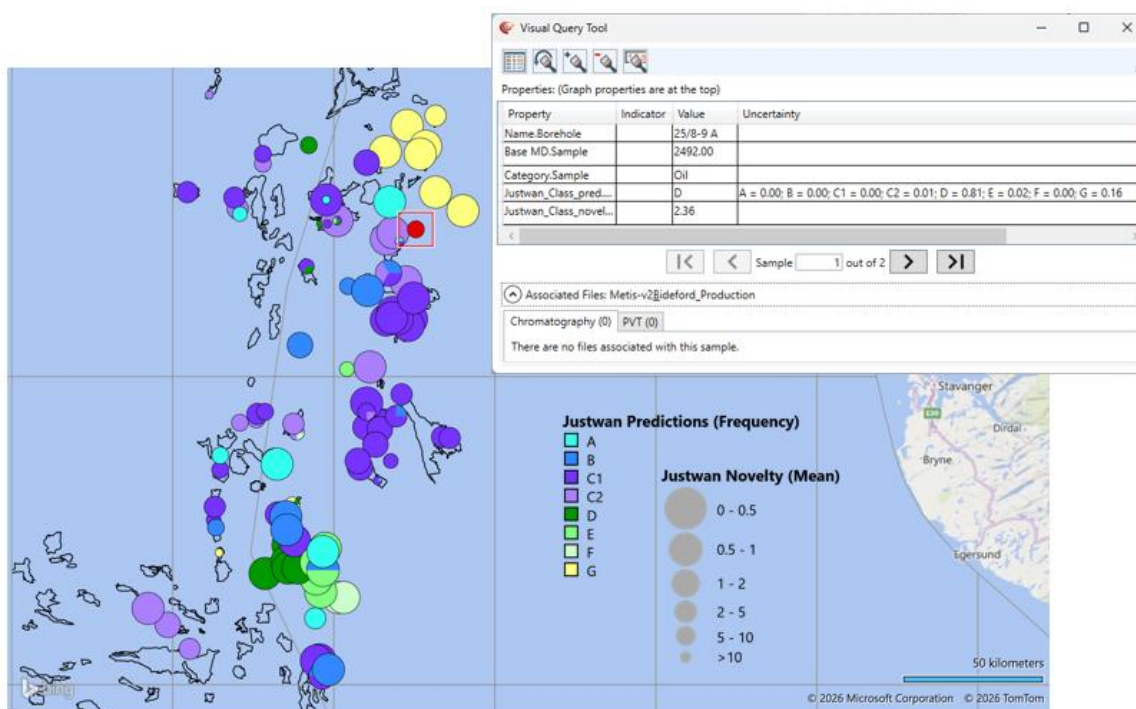 Visual Query Tool
Properties: (Graph properties are at the top)
Property Indicator Value Uncertainty
Name.Borehole 25/8-9 A
Base MD.Sample 2492.00
Category.Sample Oil
Justwan_Class_pred.... D A = 0.00; B = 0.00; C1 = 0.00; C2 = 0.01; D = 0.81; E = 0.02; F = 0.00; G = 0.16
Justwan_Class_novel... 2.36
Sample 1 out of 2
Associated Files: Metis-v2Bideford_Production
Chromatography (0) PVT (0)
There are no files associated with this sample.
Stavanger
E39
Dirdal
Bryne
Egersund
Justwan Predictions (Frequency)
A
B
C1
C2
D
E
F
G
Justwan Novelty (Mean)
0 - 0.5
0.5 - 1
1 - 2
2 - 5
5 - 10
>10
50 kilometers
Bing
© 2026 Microsoft Corporation © 2026 TomTom